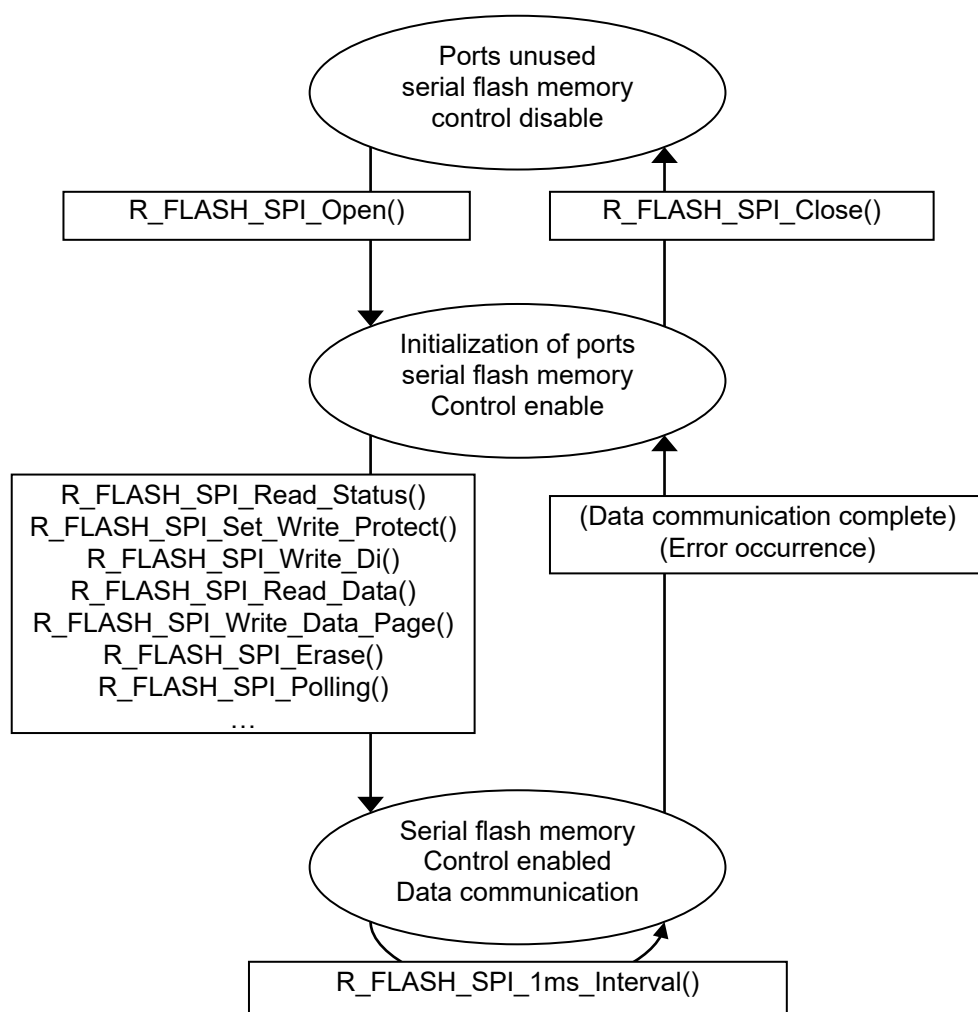 Ports unused
serial flash memory
control disable
R_FLASH_SPI_Open()
R_FLASH_SPI_Close()
Initialization of ports
serial flash memory
Control enable
R_FLASH_SPI_Read_Status()
R_FLASH_SPI_Set_Write_Protect()
R_FLASH_SPI_Write_Di()
R_FLASH_SPI_Read_Data()
R_FLASH_SPI_Write_Data_Page()
R_FLASH_SPI_Erase()
R_FLASH_SPI_Polling()
…
(Data communication complete)
(Error occurrence)
Serial flash memory
Control enabled
Data communication
R_FLASH_SPI_1ms_Interval()